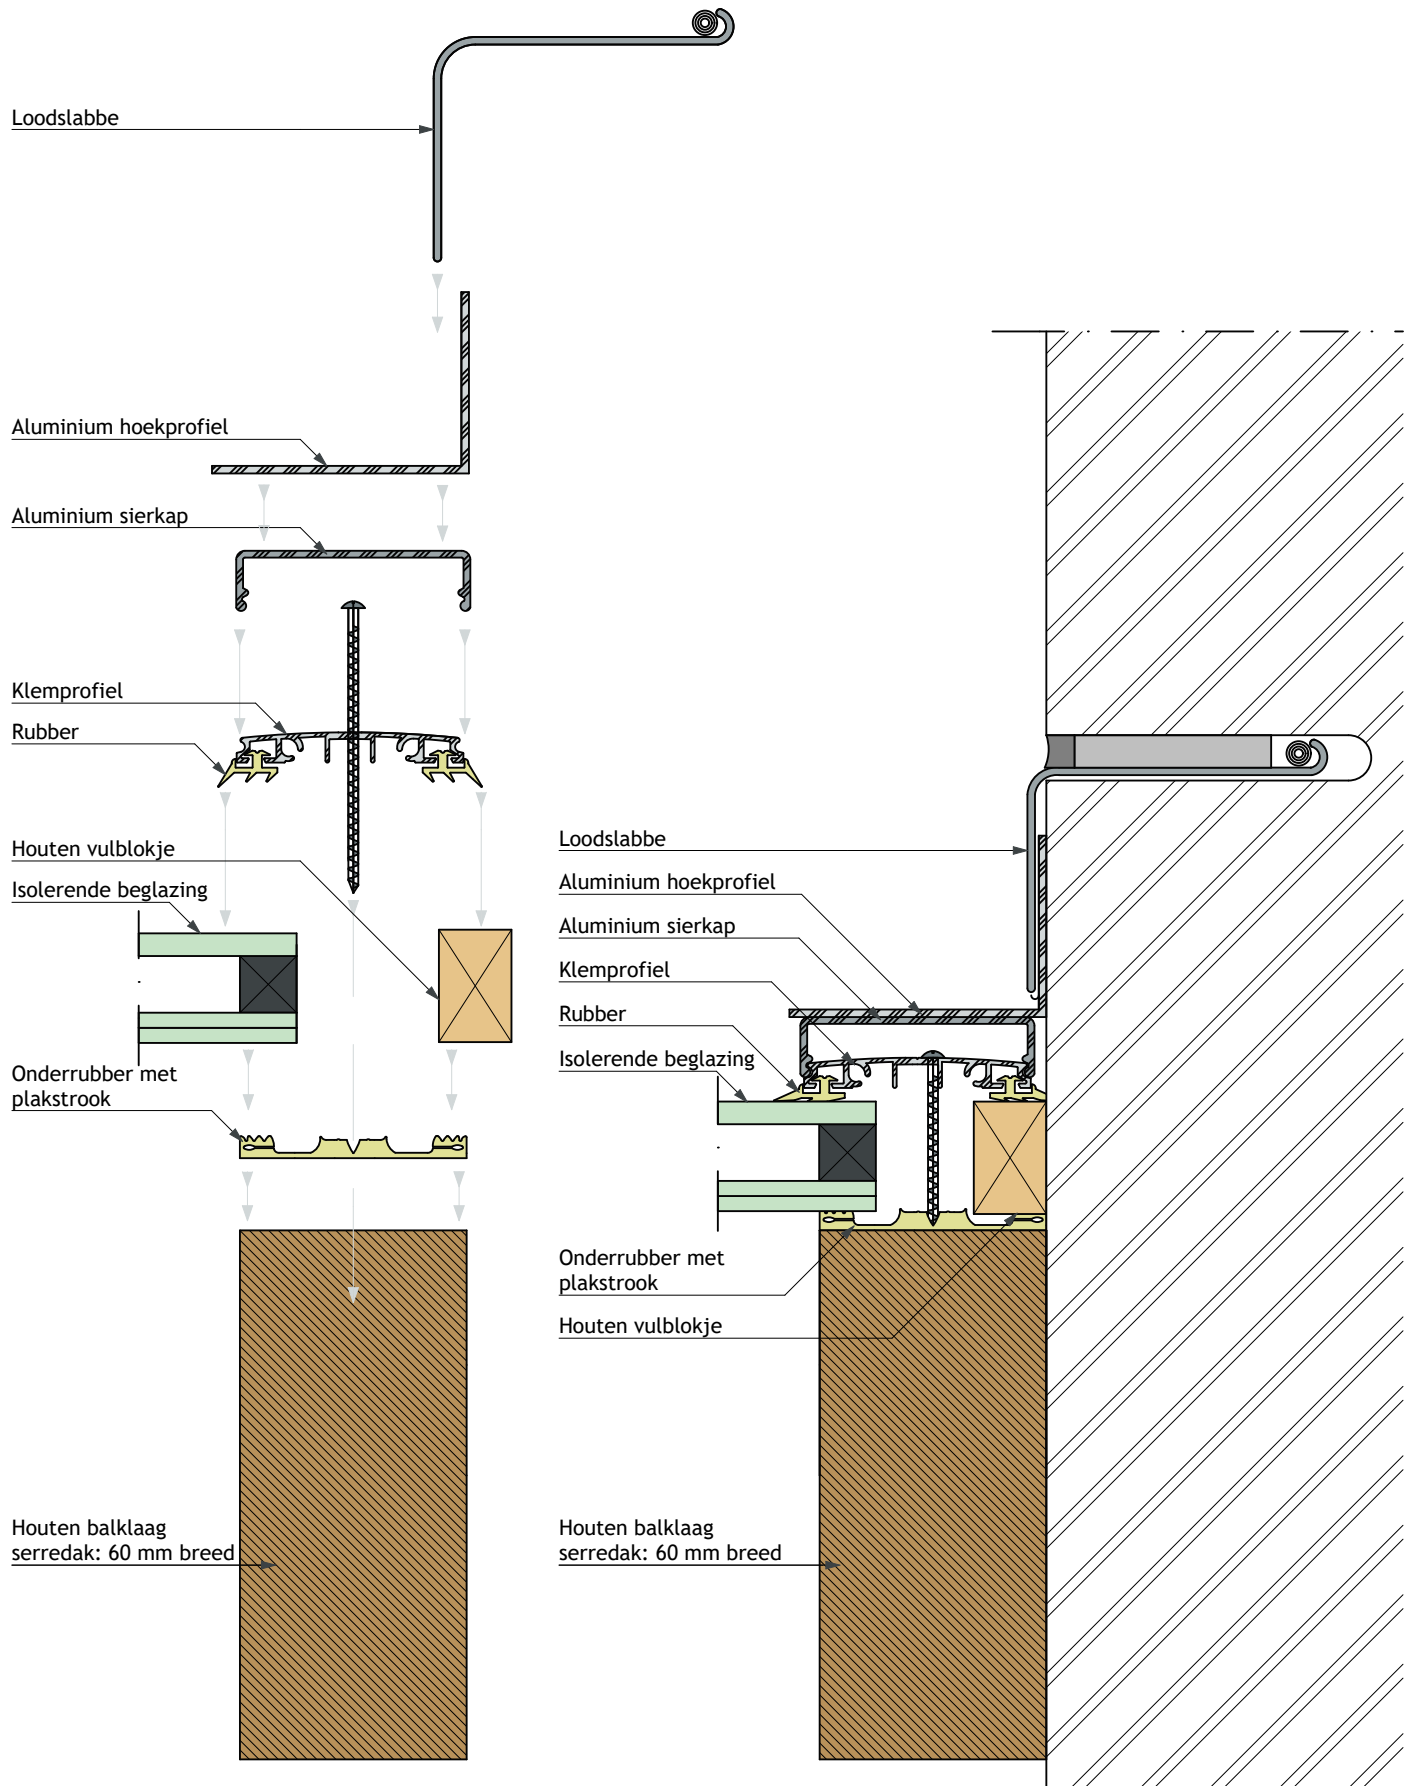 Loodslabbe
Aluminium hoekprofiel
Aluminium sierkap
Klemprofiel
Rubber
Houten vulblokje
Isolerende beglazing
Onderrubber met
plakstrook
Houten balklaag
serredak: 60 mm breed
Loodslabbe
Aluminium hoekprofiel
Aluminium sierkap
Klemprofiel
Rubber
Isolerende beglazing
Onderrubber met
plakstrook
Houten vulblokje
Houten balklaag
serredak: 60 mm breed